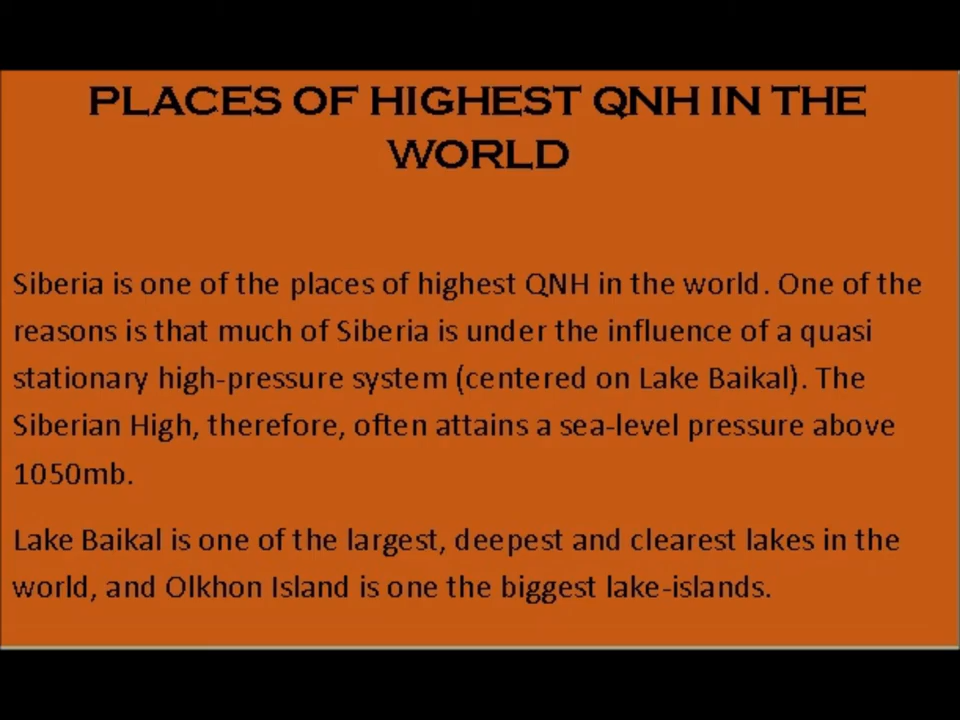 PLACES OF HIGHEST QNH IN THE
WORLD
Siberia is one of the places of highest QNH in the world. One of the
reasons is that much of Siberia is under the influence of a quasi
stationary high-pressure system (centered on Lake Baikal). The
Siberian High, therefore, often attains a sea-level pressure above
1050mb.
Lake Baikal is one of the largest, deepest and clearest lakes in the
world, and Olkhon Island is one the biggest lake-islands.